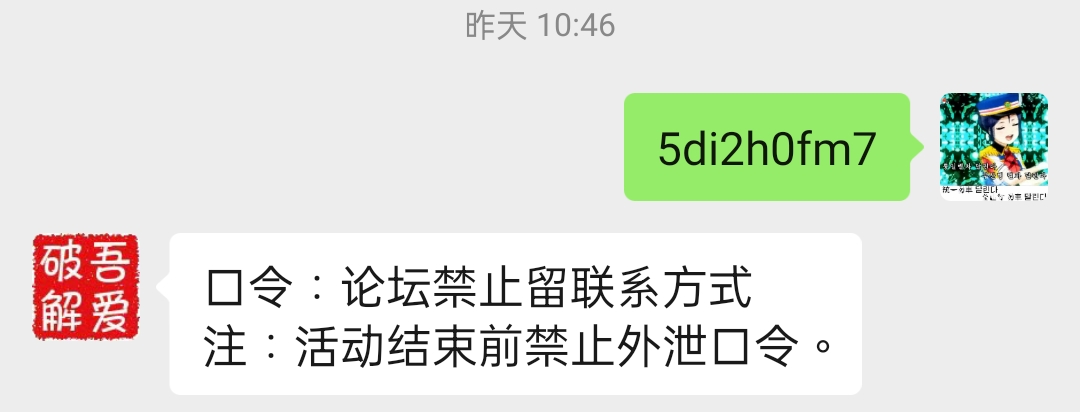 昨天 10:46
5di2h0fm7
吾爱
破解
口令：论坛禁止留联系方式
注：活动结束前禁止外泄口令。